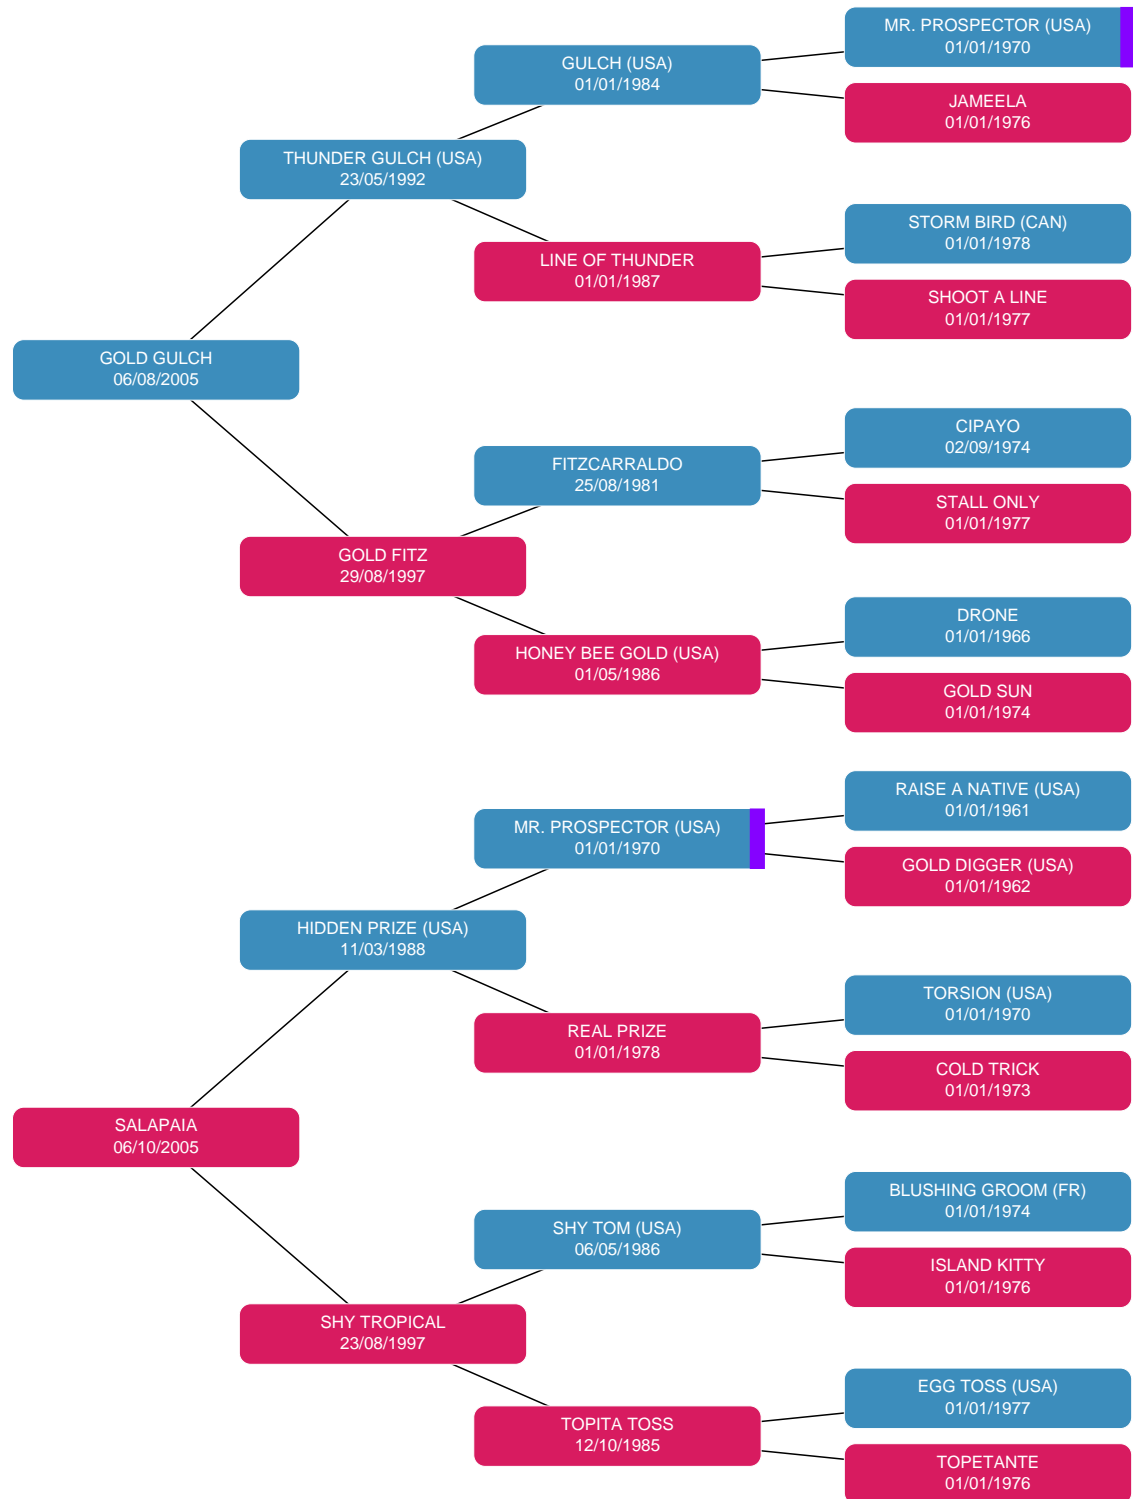 MR. PROSPECTOR (USA)
01/01/1970
GULCH (USA)
01/01/1984
JAMEELA
01/01/1976
THUNDER GULCH (USA)
23/05/1992
STORM BIRD (CAN)
01/01/1978
LINE OF THUNDER
01/01/1987
SHOOT A LINE
01/01/1977
GOLD GULCH
06/08/2005
CIPAYO
02/09/1974
FITZCARRALDO
25/08/1981
STALL ONLY
01/01/1977
GOLD FITZ
29/08/1997
DRONE
01/01/1966
HONEY BEE GOLD (USA)
01/05/1986
GOLD SUN
01/01/1974
RAISE A NATIVE (USA)
01/01/1961
MR. PROSPECTOR (USA)
01/01/1970
GOLD DIGGER (USA)
01/01/1962
HIDDEN PRIZE (USA)
11/03/1988
TORSION (USA)
01/01/1970
REAL PRIZE
01/01/1978
COLD TRICK
01/01/1973
SALAPAIA
06/10/2005
BLUSHING GROOM (FR)
01/01/1974
SHY TOM (USA)
06/05/1986
ISLAND KITTY
01/01/1976
SHY TROPICAL
23/08/1997
EGG TOSS (USA)
01/01/1977
TOPITA TOSS
12/10/1985
TOPETANTE
01/01/1976